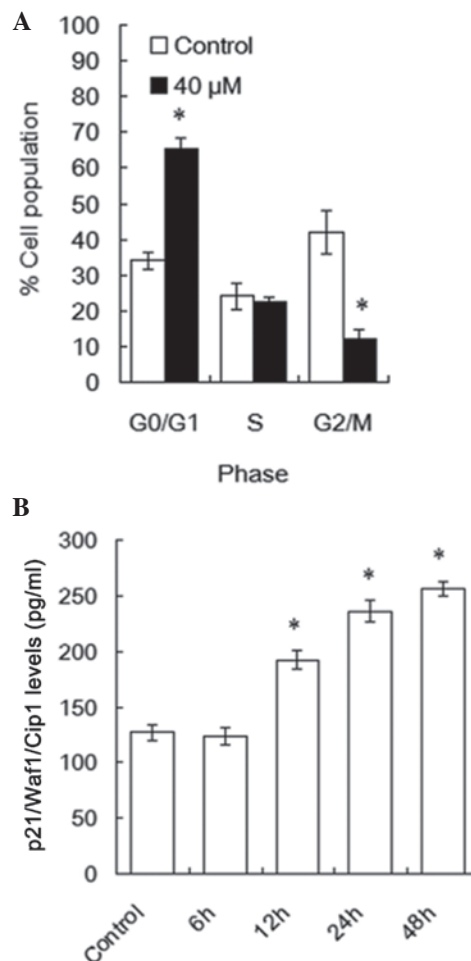 A
Control
40 µM
% Cell population
100
90
80
70
60
50
40
30
20
10
0
*
*
G0/G1 S G2/M
Phase
B
p21/Waf1/Cip1 levels (pg/ml)
300
250
200
150
100
50
0
*
*
*
Control 6h 12h 24h 48h